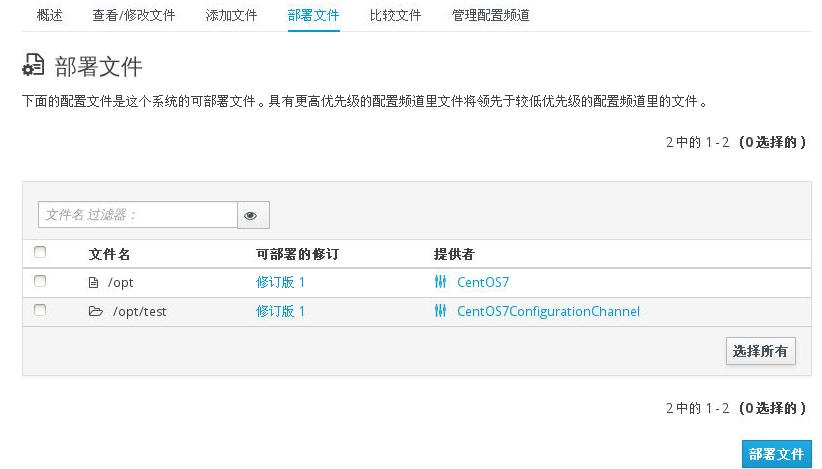 概述 查看/修改文件 添加文件 部署文件 比较文件 管理配置频道
部署文件
下面的配置文件是这个系统的可部署文件。具有更高优先级的配置频道里文件将领先于较低优先级的配置频道里的文件。
2 中的 1 - 2 (0 选择的)
文件名 过滤器：
文件名 可部署的修订 提供者
/opt 修订版 1 CentOS7
/opt/test 修订版 1 CentOS7ConfigurationChannel
选择所有
2 中的 1 - 2 (0 选择的)
部署文件